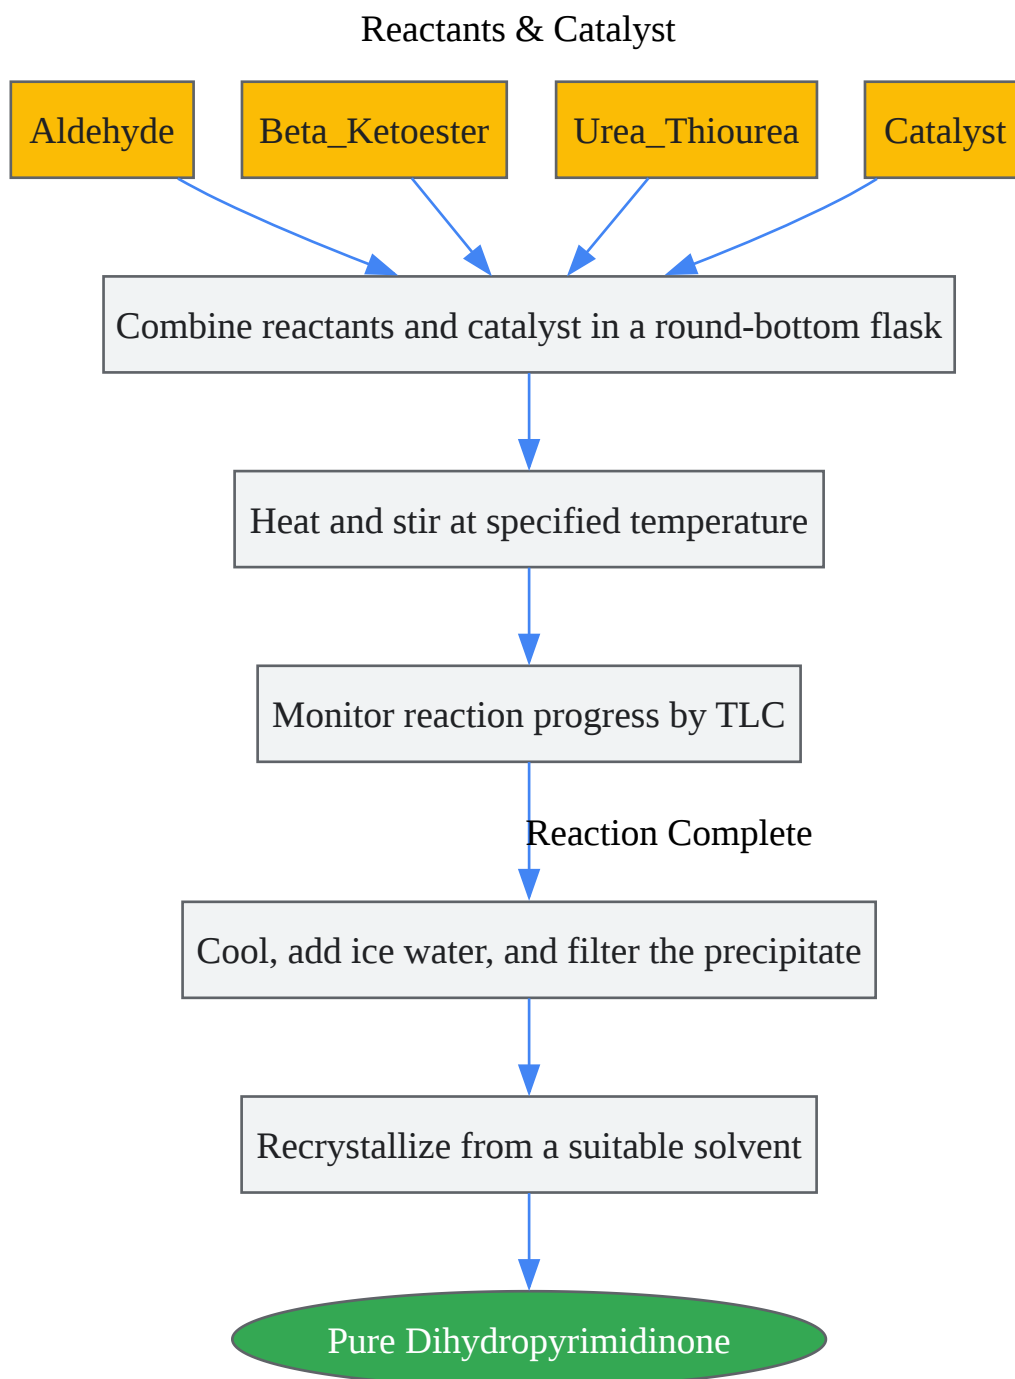 Reactants & Catalyst
Aldehyde
Beta_Ketoester
Urea_Thiourea
Catalyst
Combine reactants and catalyst in a round-bottom flask
Heat and stir at specified temperature
Monitor reaction progress by TLC
Reaction Complete
Cool, add ice water, and filter the precipitate
Recrystallize from a suitable solvent
Pure Dihydropyrimidinone